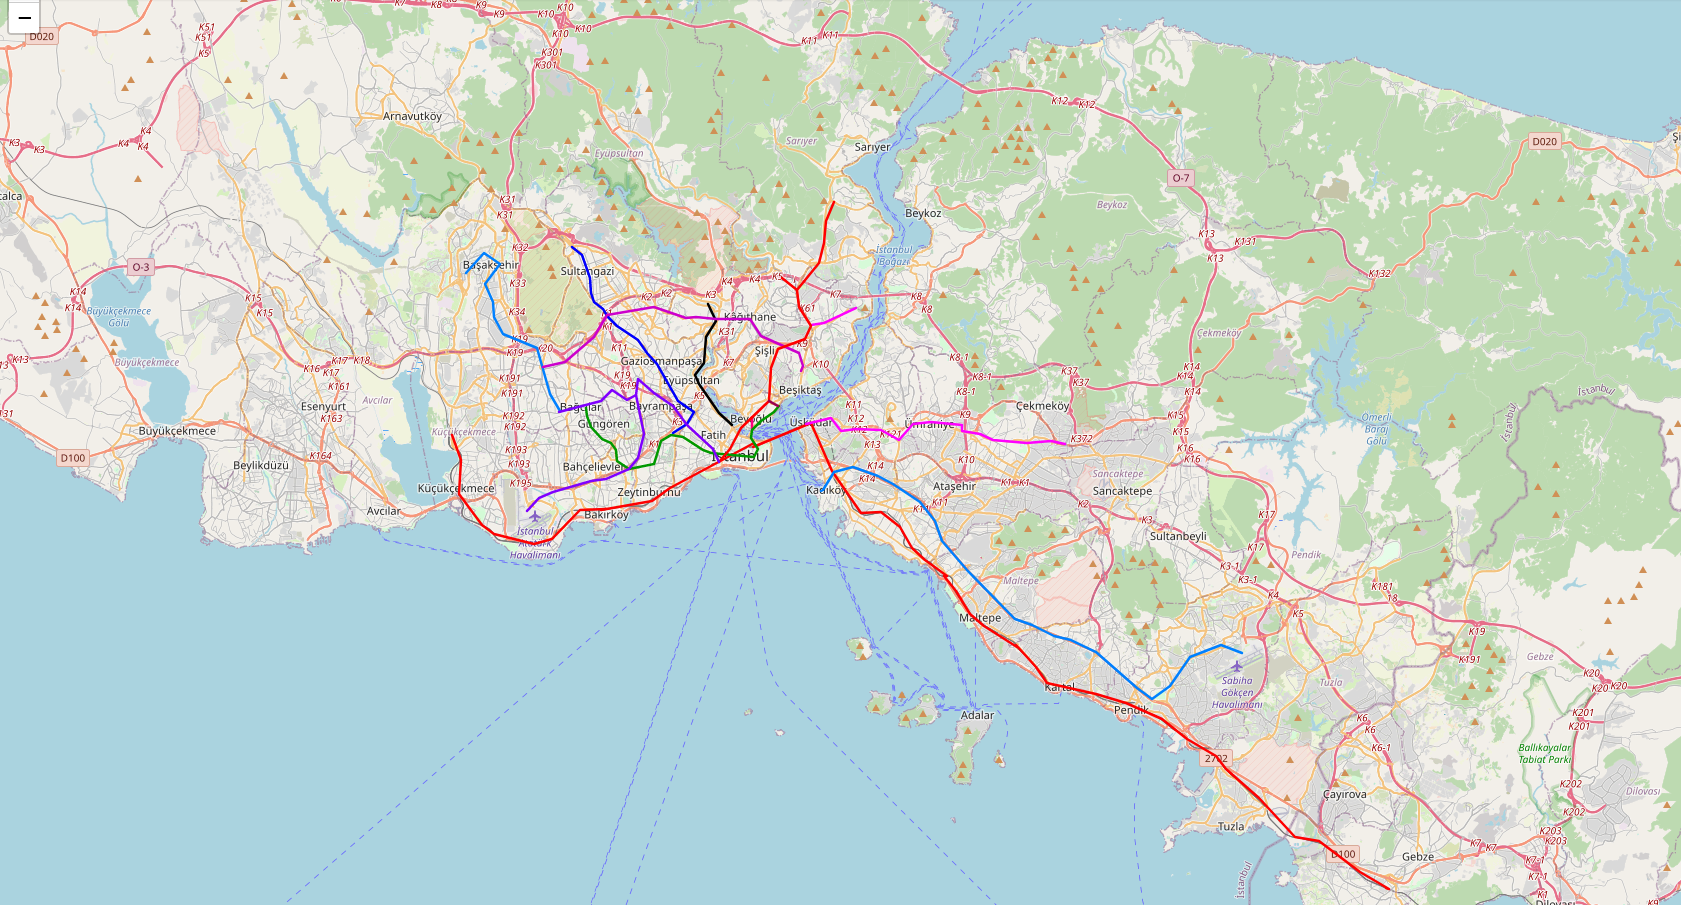 −
D020
K7
K8
K9
K9
K10
K10
K10
K10
K51
K51
K5
K301
K301
K11
K11
K12
K12
D020
K3
K3
K4
K4
K4
Arnavutköy
Eyüpsultan
Sarıyer
Sarıyer
O-7
Beykoz
Beykoz
talca
K31
K31
K32
O-3
K33
K34
Başakşehir
Sultangazi
İstanbul
Boğazı
K13
K131
K13
K132
K14
K14
K15
K15
Büyükçekmece
Gölü
Büyükçekmece
K2
K2
K3
K4
K4
K5
K7
K8
K8
K61
Kâğıthane
K31
K1
K11
K9
K10
K7
Şişli
Gaziosmanpaşa
Eyüpsultan
Beşiktaş
K19
K20
K19
K19
K191
K191
K192
K192
K193
K193
K195
K13
K13
K17
K17
K18
K161
K163
K164
K131
Esenyurt
Avcılar
Büyükçekmece
Beylikdüzü
D100
Küçükçekmece
Küçükçekmece
Avcılar
Bağcılar
Güngören
Bayrampaşa
Bahçelievler
Zeytinburnu
Bakırköy
Fatih
Beyoğlu
İstanbul
Üsküdar
Kadıköy
Ümraniye
Ataşehir
Çekmeköy
Çekmeköy
Sancaktepe
Sancaktepe
Sultanbeyli
K8-1
K8-1
K8-1
K9
K10
K11
K12
K12
K121
K13
K14
K14
K11
K11
K1
K1
K2
K3
K37
K37
K372
K14
K14
K15
K15
K16
K16
K17
K17
K3-1
K3-1
K4
K5
18
K181
K19
K191
K20
K20
K20
K201
K201
K202
K202
K203
K203
K6
K6
K6-1
K7
K7
K7-1
K7-1
K1
K9
Ömerli
Baraj
Gölü
İstanbul
İstanbul
İstanbul
İstanbul
Atatürk
Havalimanı
Maltepe
Maltepe
Kartal
Pendik
Pendik
Adalar
Sabiha
Gökçen
Havalimanı
Tuzla
Tuzla
Gebze
Gebze
Ballıkayalar
Tabiat Parkı
2702
Çayırova
Dilovası
Dilovası
D100